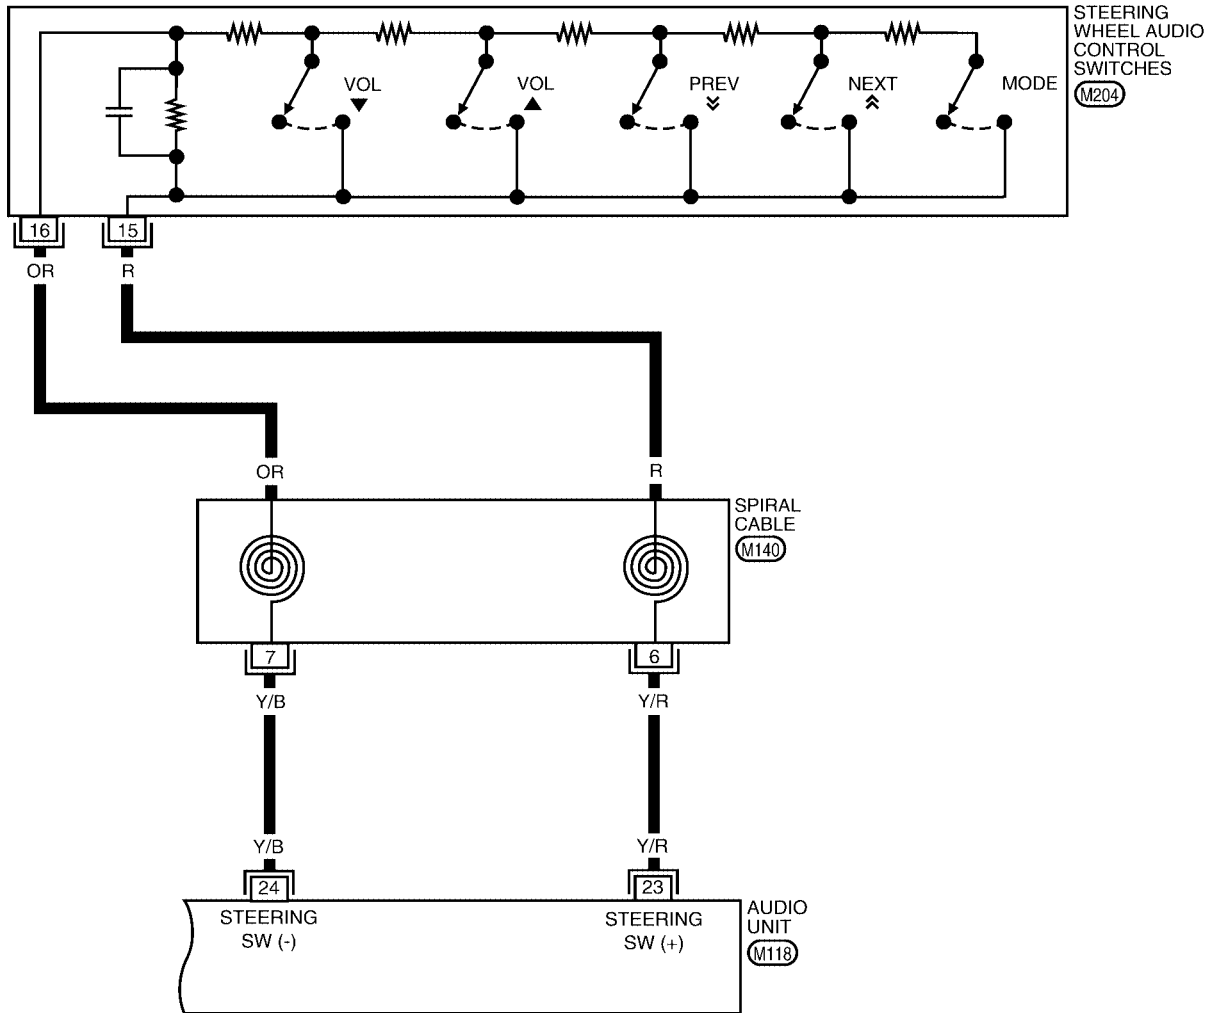 STEERING
WHEEL AUDIO
CONTROL
SWITCHES
M204
VOL
VOL
PREV
NEXT
MODE
16
15
OR
R
OR
R
SPIRAL
CABLE
M140
7
6
Y/B
Y/R
Y/B
Y/R
24
23
STEERING
SW (-)
STEERING
SW (+)
AUDIO
UNIT
M118